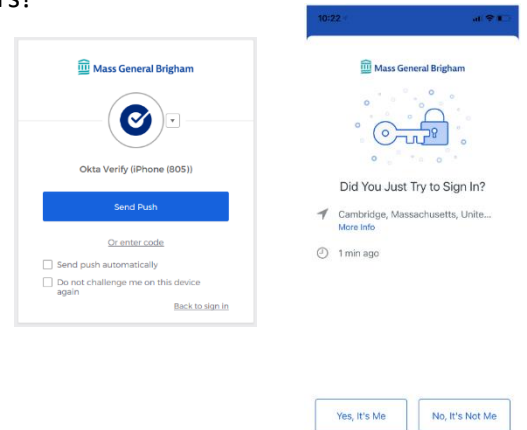 Mass General Brigham
Okta Verify (iPhone (805))
Send Push
Or enter code
Send push automatically
Do not challenge me on this device
again
Back to sign in
10:22
Mass General Brigham
Did You Just Try to Sign In?
Cambridge, Massachusetts, Unite...
More Info
1 min ago
Yes, It's Me
No, It's Not Me